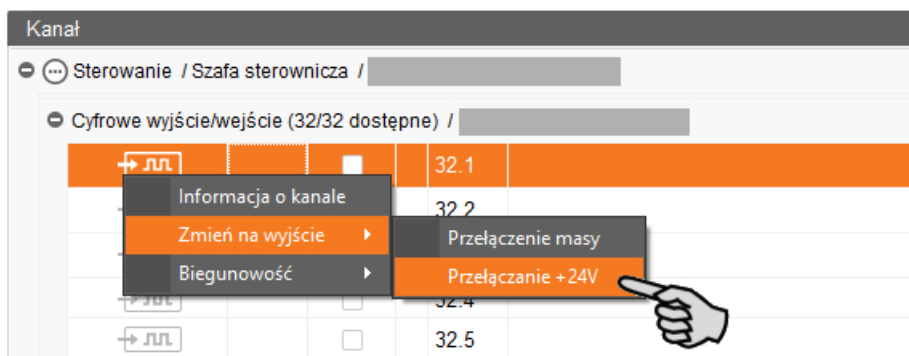 Kanał
Sterowanie / Szafa sterownicza /
Cyfrowe wyjście/wejście (32/32 dostępne) /
32.1
Informacja o kanale
32.2
Zmień na wyjście
Przełączenie masy
Biegunowość
Przełączanie +24V
32.4
32.5